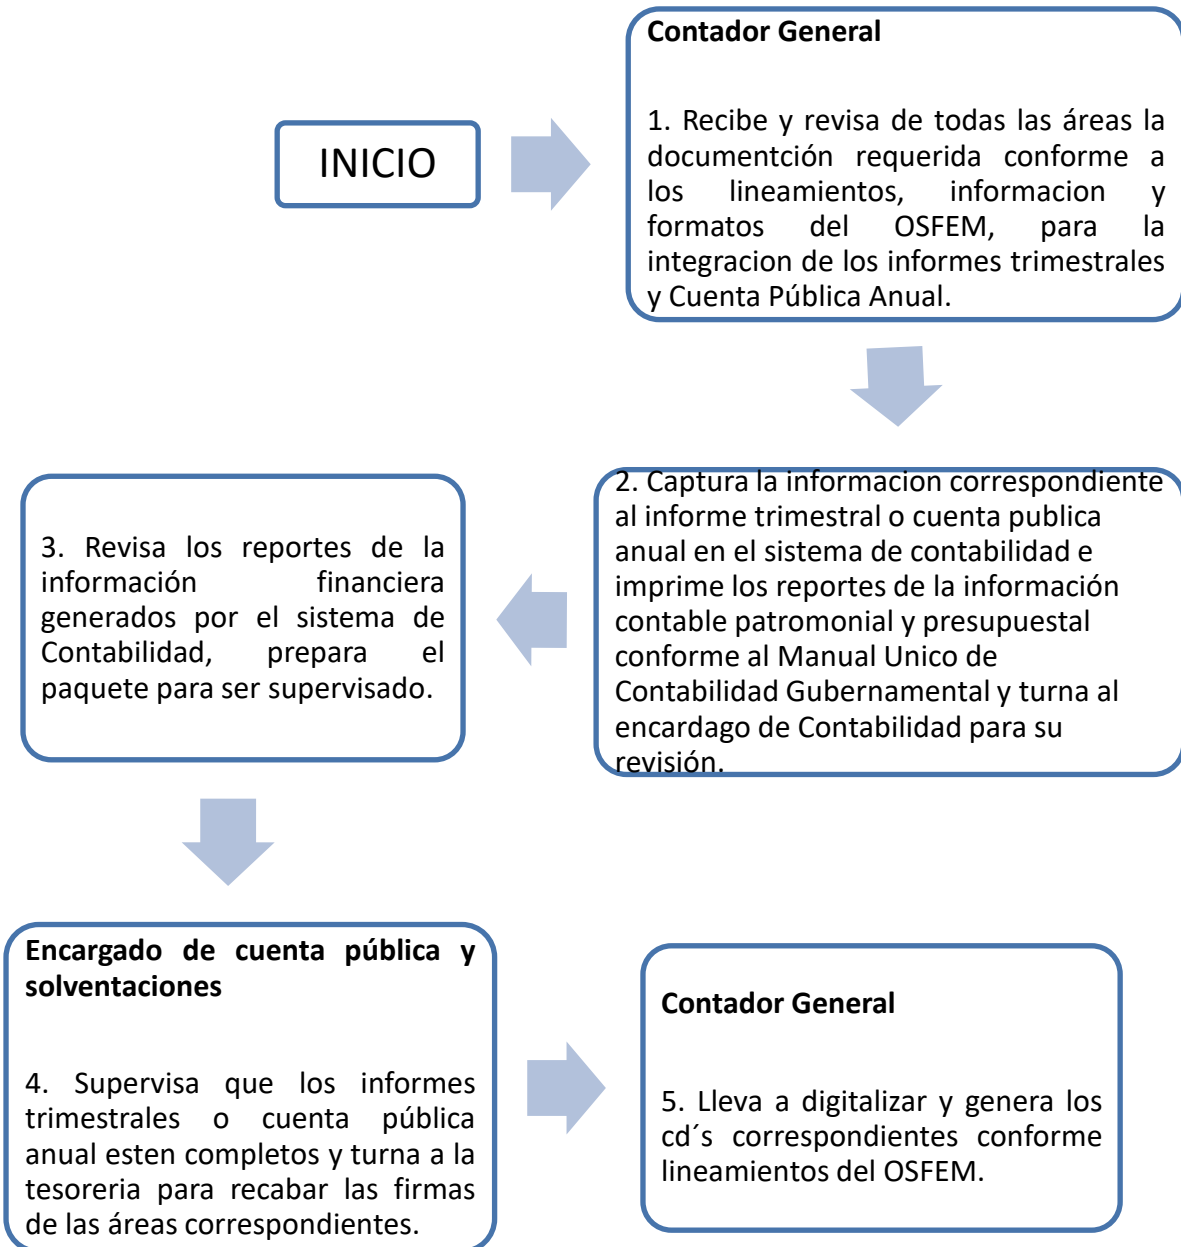 INICIO
Contador General
1. Recibe y revisa de todas las áreas la
documentción requerida conforme a
los lineamientos, informacion y
formatos del OSFEM, para la
integracion de los informes trimestrales
y Cuenta Pública Anual.
2. Captura la informacion correspondiente
al informe trimestral o cuenta publica
anual en el sistema de contabilidad e
imprime los reportes de la información
contable patromonial y presupuestal
conforme al Manual Unico de
Contabilidad Gubernamental y turna al
encardago de Contabilidad para su
revisión.
3. Revisa los reportes de la
información financiera
generados por el sistema de
Contabilidad, prepara el
paquete para ser supervisado.
Encargado de cuenta pública y
solventaciones
4. Supervisa que los informes
trimestrales o cuenta pública
anual esten completos y turna a la
tesoreria para recabar las firmas
de las áreas correspondientes.
Contador General
5. Lleva a digitalizar y genera los
cd´s correspondientes conforme
lineamientos del OSFEM.